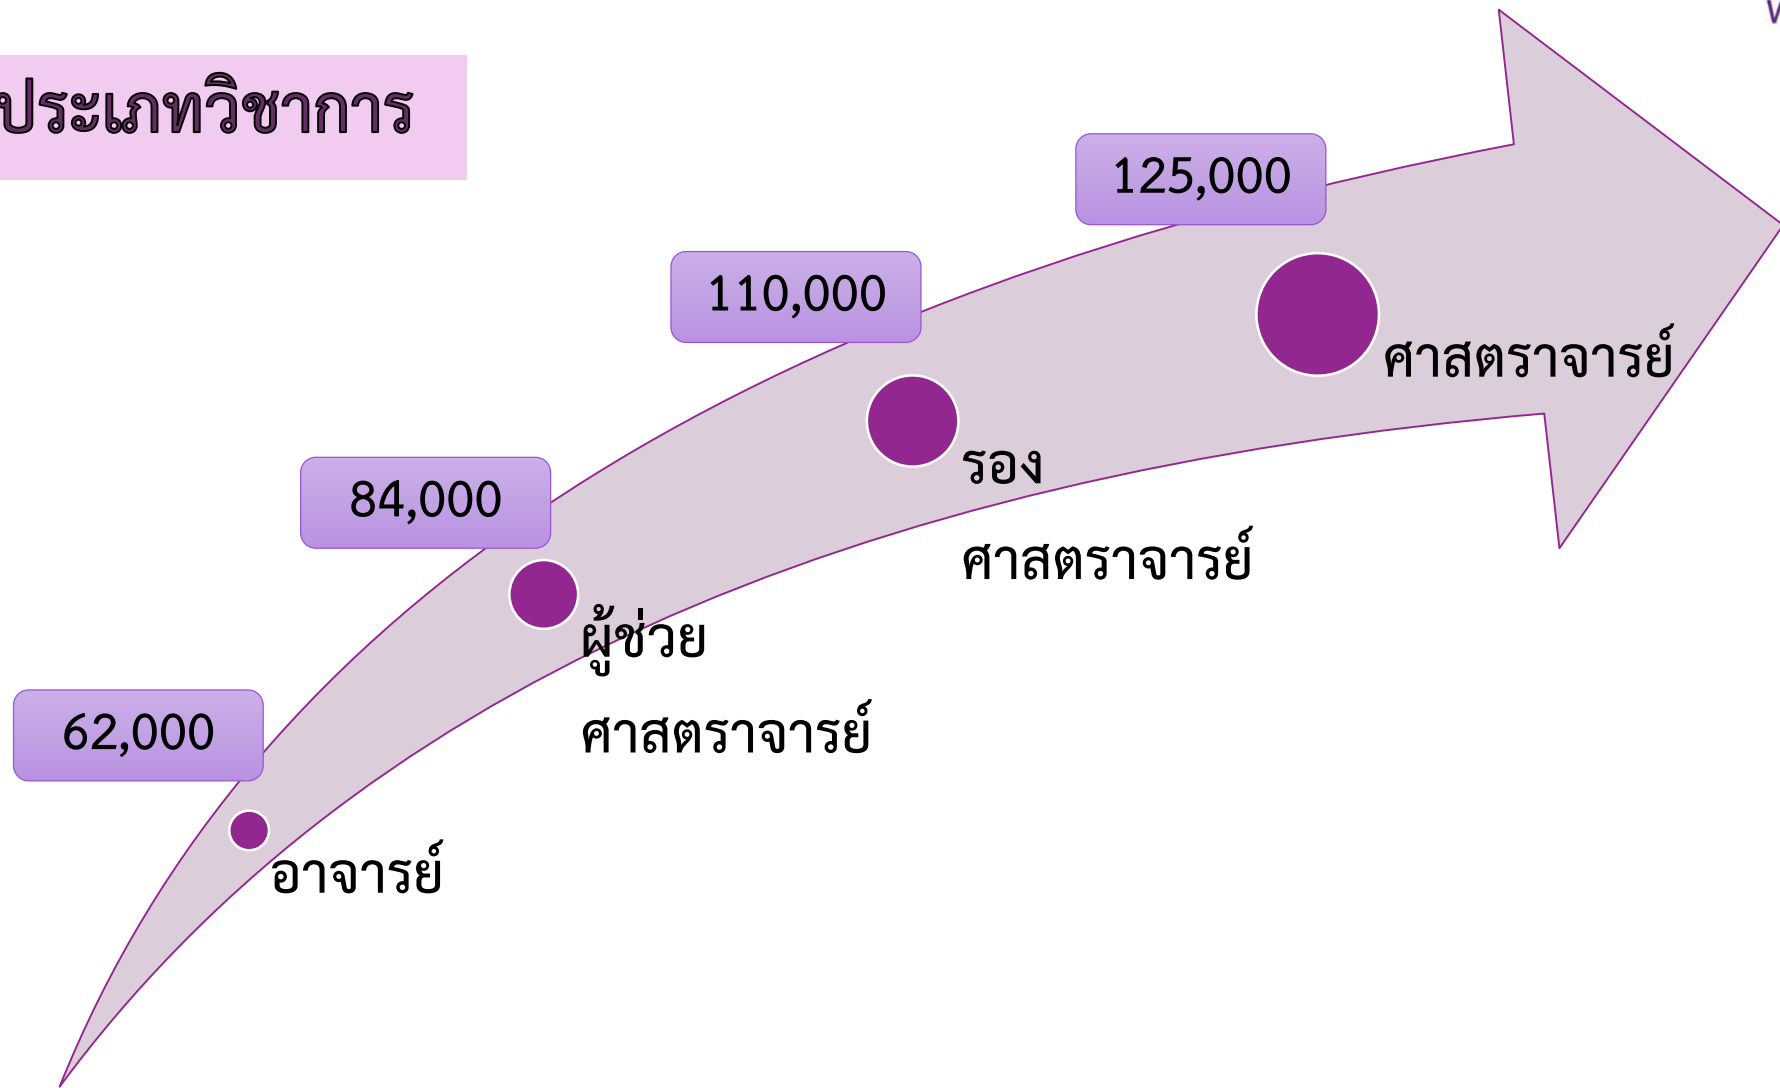 ประเภทวิชาการ
125,000
110,000
ศาสตราจารย์
รอง
ศาสตราจารย์
84,000
ผู้ช่วย
ศาสตราจารย์
62,000
อาจารย์